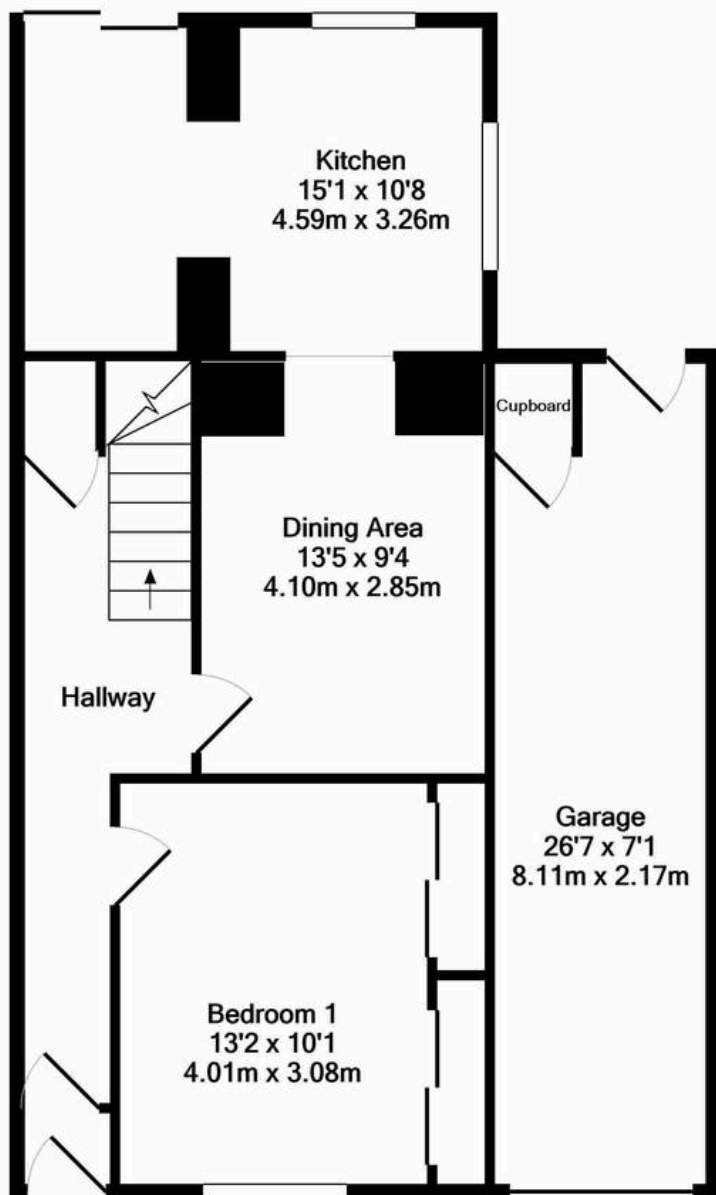 Kitchen
15'1 x 10'8
4.59m x 3.26m
Cupboard
Dining Area
13'5 x 9'4
4.10m x 2.85m
Hallway
Garage
26'7 x 7'1
8.11m x 2.17m
Bedroom 1
13'2 x 10'1
4.01m x 3.08m